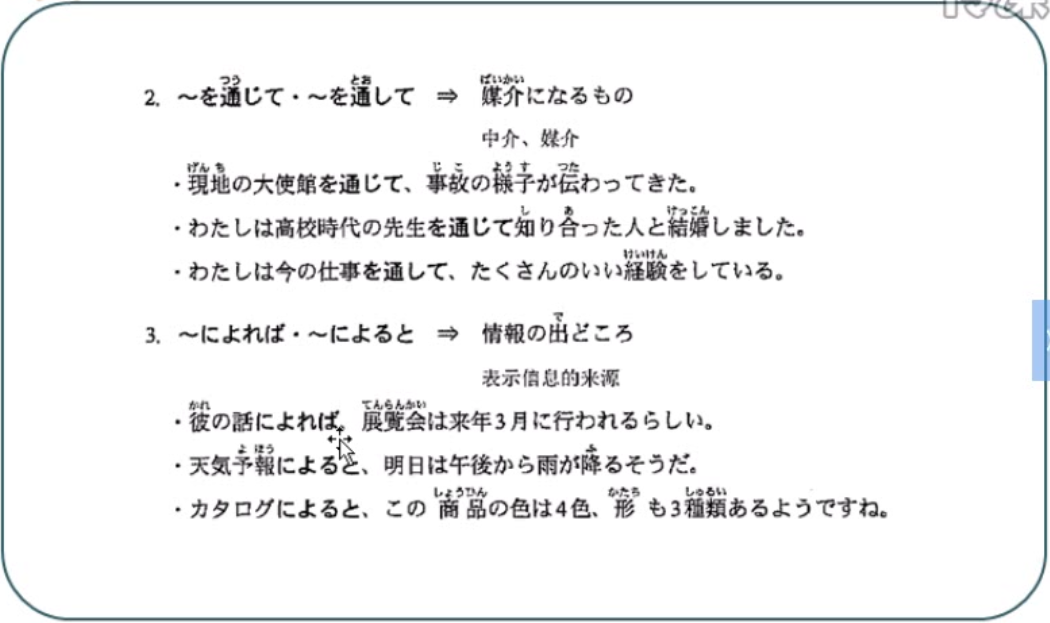 2. ～を通じて・～を通して ⇒ 媒介になるもの
中介、媒介
・現地の大使館を通じて、事故の様子が伝わってきた。
・わたしは高校時代の先生を通じて知り合った人と結婚しました。
・わたしは今の仕事を通して、たくさんのいい経験をしている。
3. ～によれば・～によると ⇒ 情報の出どころ
表示信息的来源
・彼の話によれば、展覧会は来年3月に行われるらしい。
・天気予報によると、明日は午後から雨が降るそうだ。
・カタログによると、この商品の色は4色、形も3種類あるようですね。